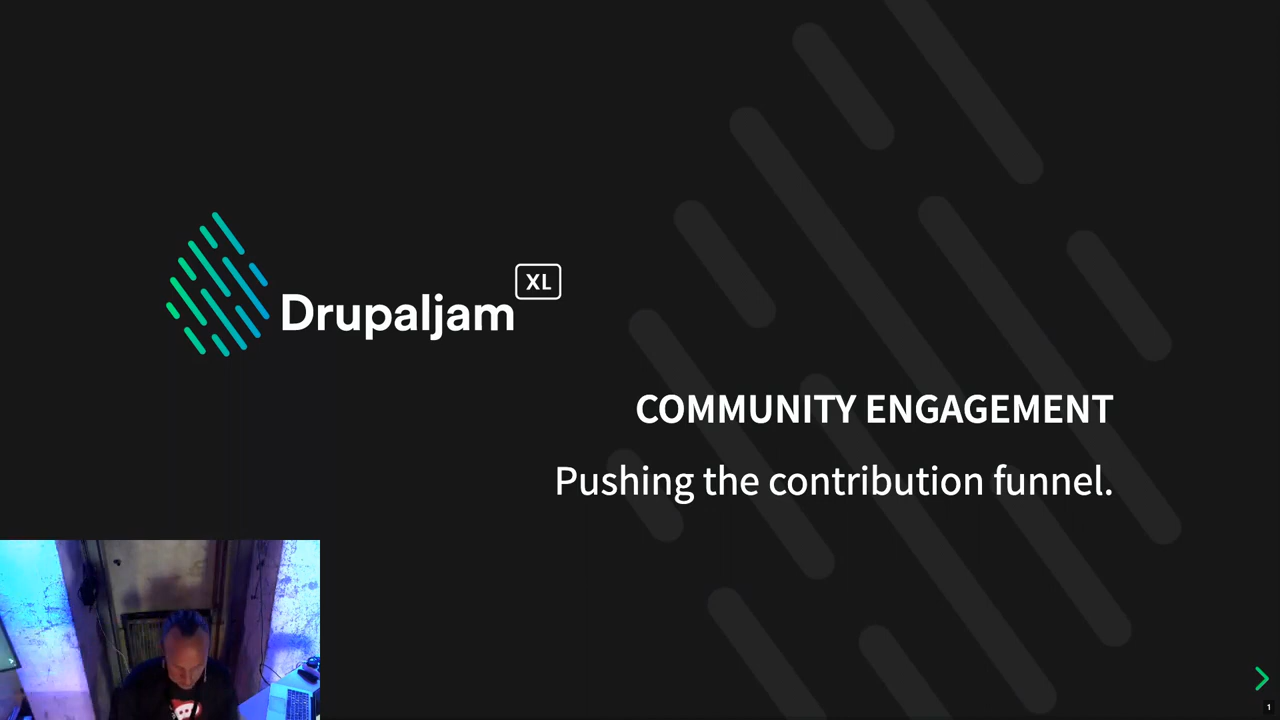 Drupaljam XL
COMMUNITY ENGAGEMENT
Pushing the contribution funnel.
1